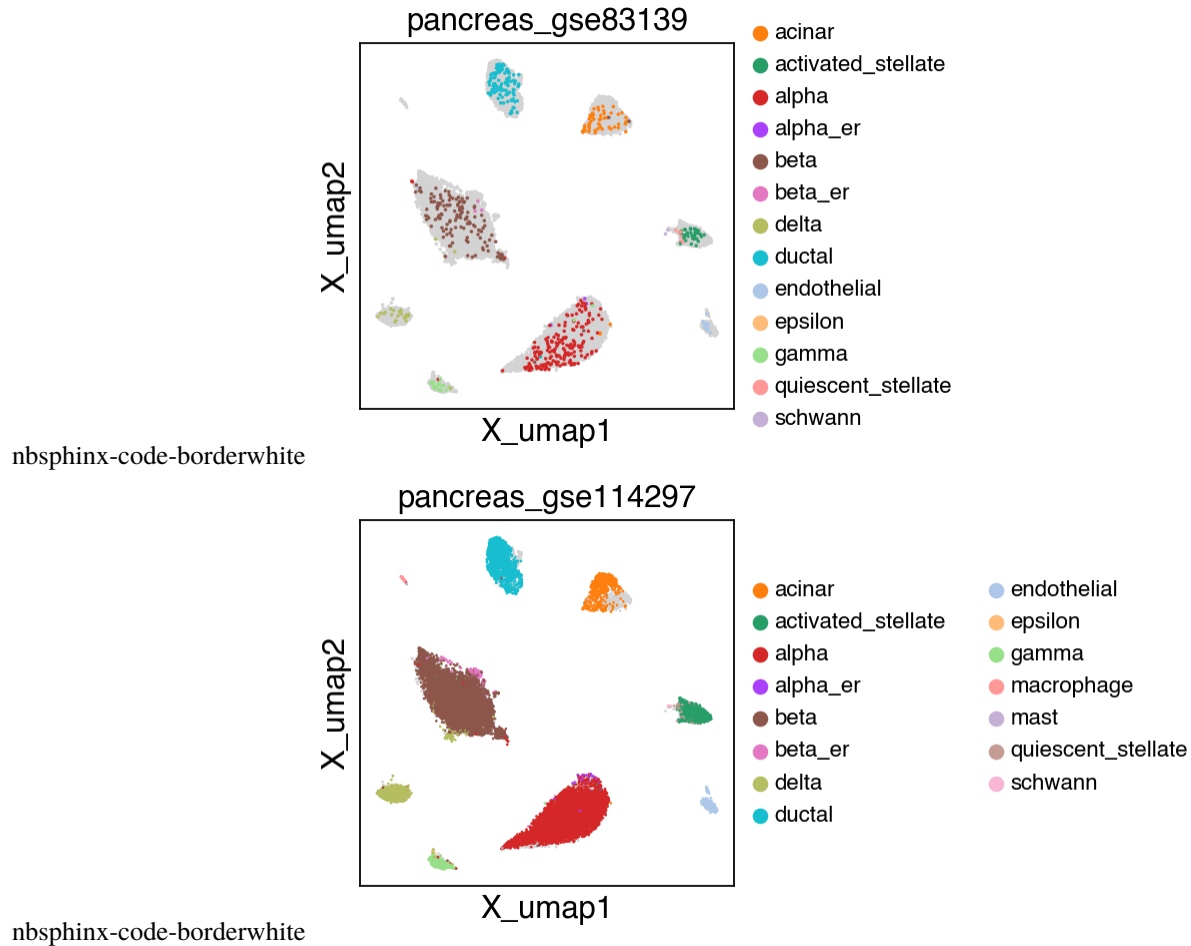 pancreas_gse83139
acinar
activated_stellate
alpha
alpha_er
beta
beta_er
delta
ductal
endothelial
epsilon
gamma
quiescent_stellate
schwann
X_umap2
X_umap1
nbsphinx-code-borderwhite
pancreas_gse114297
acinar
activated_stellate
alpha
alpha_er
beta
beta_er
delta
ductal
endothelial
epsilon
gamma
macrophage
mast
quiescent_stellate
schwann
X_umap2
X_umap1
nbsphinx-code-borderwhite